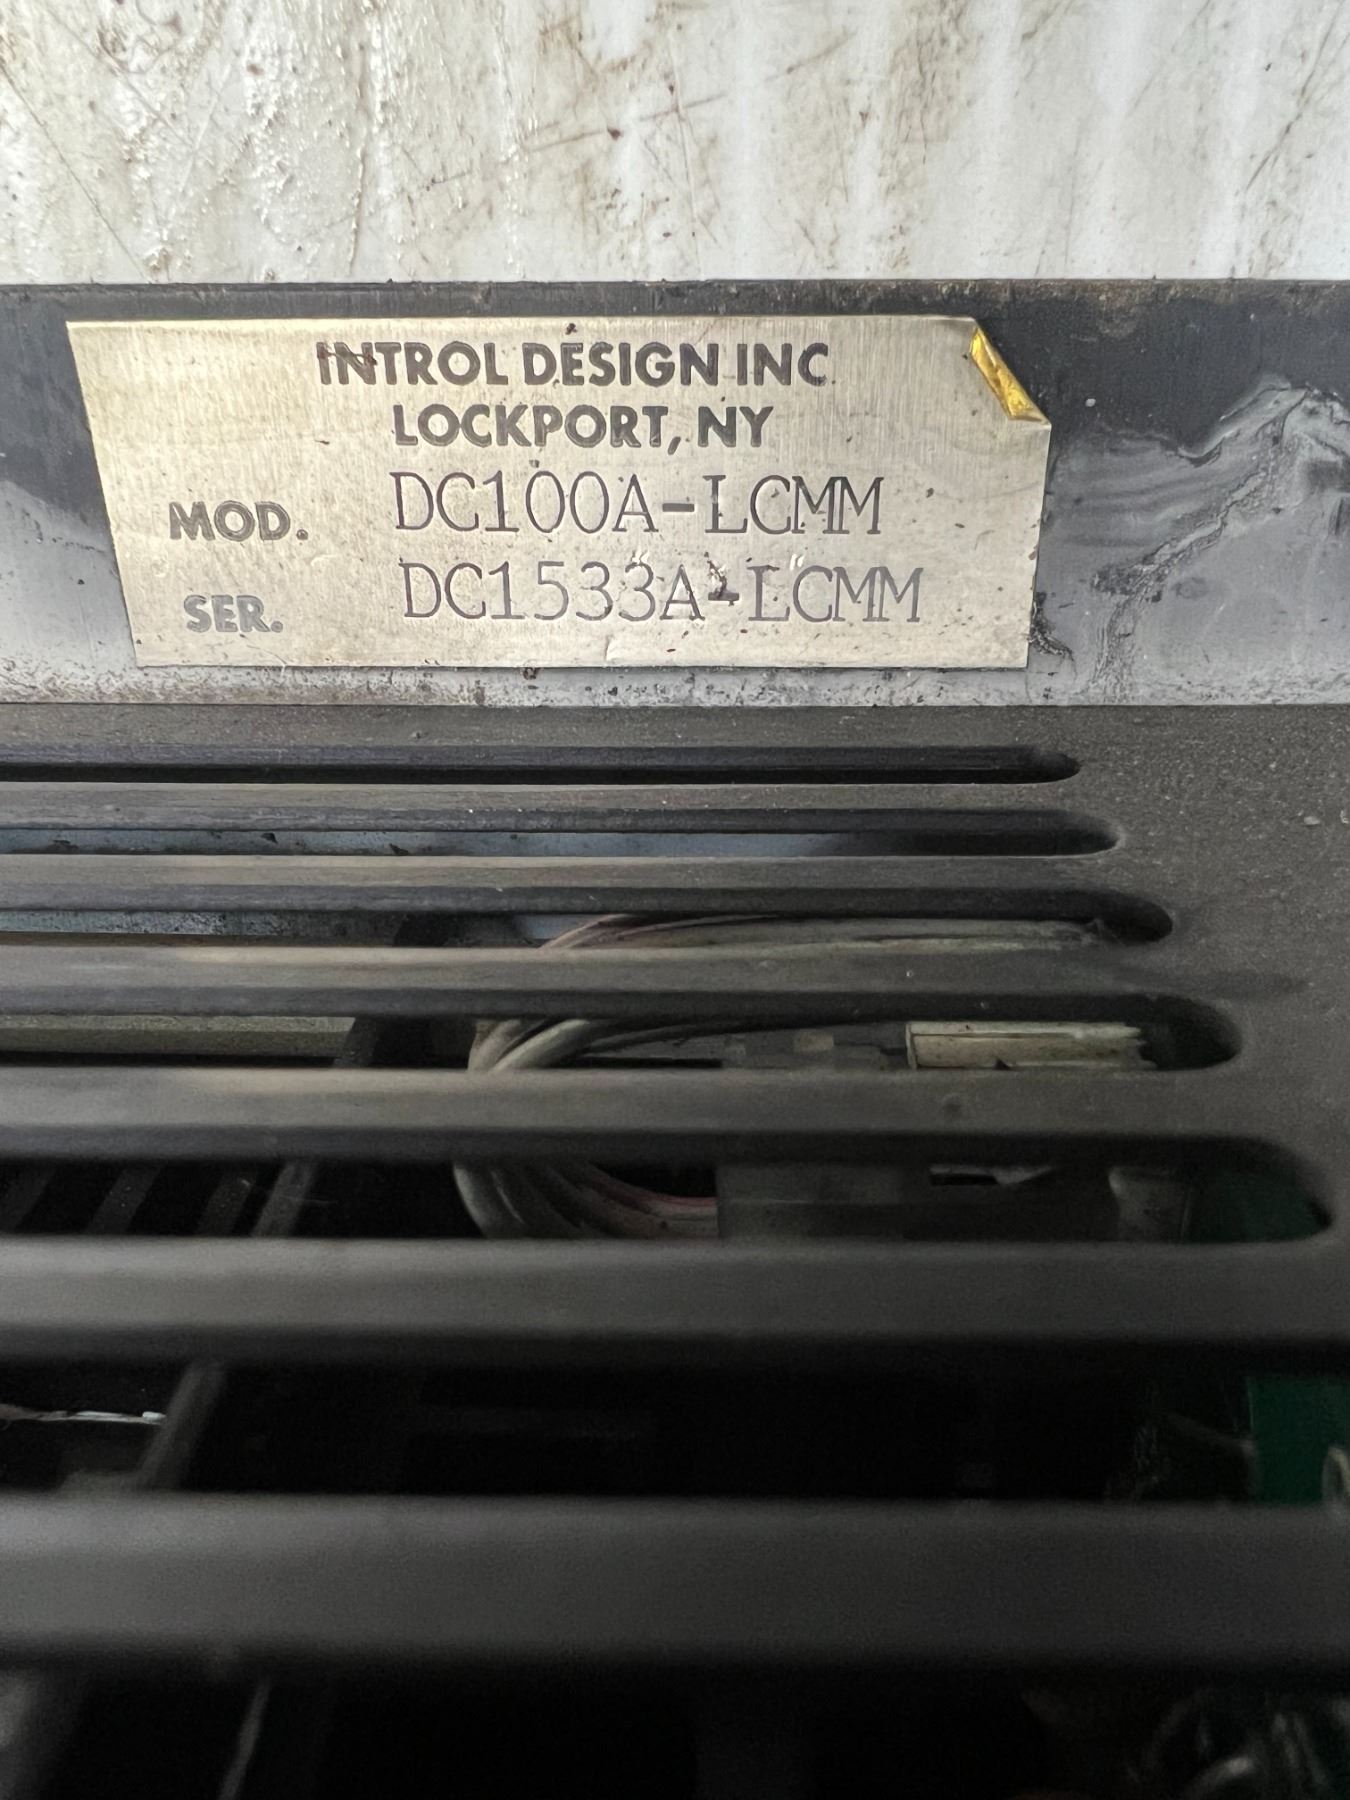 INTROL DESIGN INC
LOCKPORT, NY
MOD. DC100A-LCMM
SER. DC1533A-LCMM